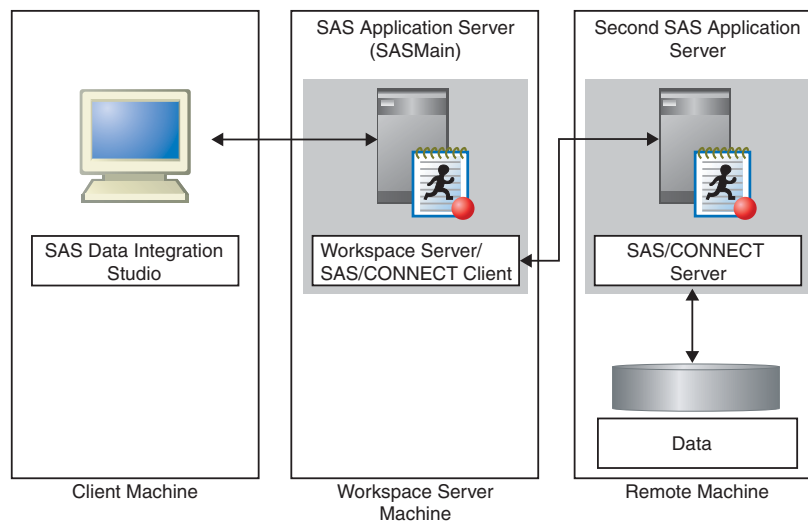 SAS Application Server
(SASMain)
Second SAS Application
Server
SAS Data Integration
Studio
Workspace Server/
SAS/CONNECT Client
SAS/CONNECT
Server
Data
Client Machine
Workspace Server
Machine
Remote Machine